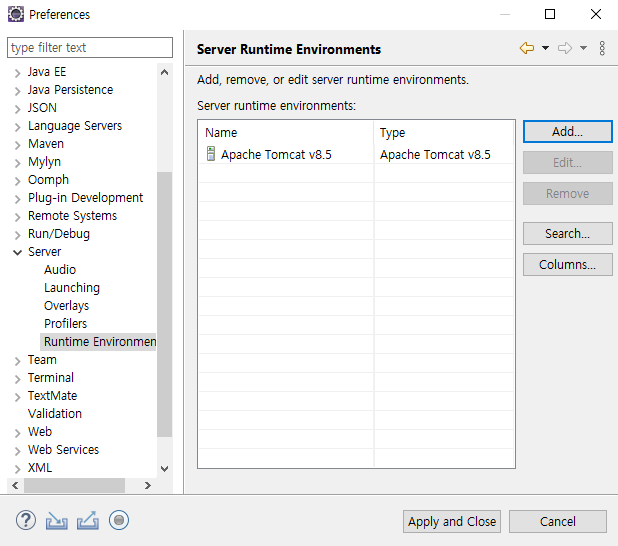 Preferences
type filter text
Java EE
Java Persistence
JSON
Language Servers
Maven
Mylyn
Oomph
Plug-in Development
Remote Systems
Run/Debug
Server
Audio
Launching
Overlays
Profilers
Runtime Environmen
Team
Terminal
TextMate
Validation
Web
Web Services
XML
Server Runtime Environments
Add, remove, or edit server runtime environments.
Server runtime environments:
Name Type
Apache Tomcat v8.5 Apache Tomcat v8.5
Add...
Edit...
Remove
Search...
Columns...
?
Apply and Close Cancel